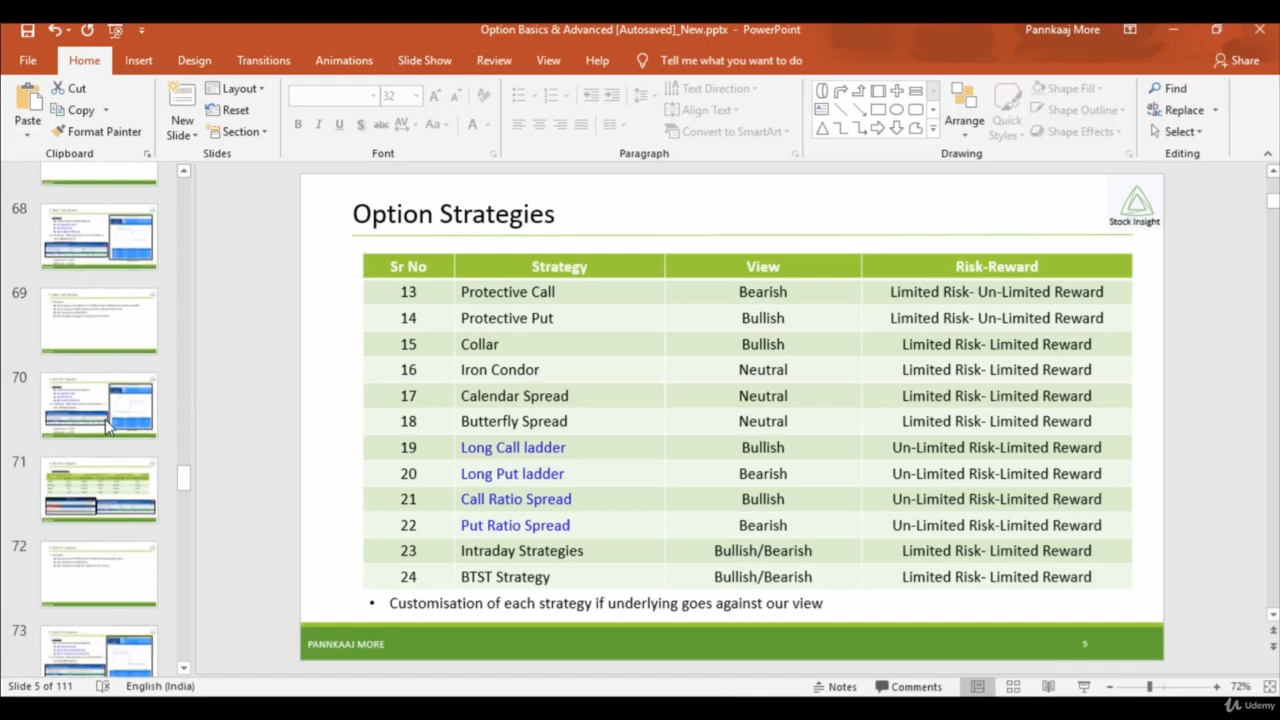 Option Basics & Advanced [Autosaved]_New.pptx - PowerPoint
Pannkaaj More
File Home Insert Design Transitions Animations Slide Show Review View Help Tell me what you want to do Share
Paste
Cut
Copy
Format Painter
Clipboard
New Slide
Layout
Reset
Section
Slides
32
B I U S abc AV Aa A
Font
Text Direction
Align Text
Convert to SmartArt
Paragraph
Arrange
Quick Styles
Shape Fill
Shape Outline
Shape Effects
Drawing
Find
Replace
Select
Editing
68
69
70
71
72
73
Option Strategies
Stock Insight
Sr No Strategy View Risk-Reward
13 Protective Call Bearish Limited Risk- Un-Limited Reward
14 Protective Put Bullish Limited Risk- Un-Limited Reward
15 Collar Bullish Limited Risk- Limited Reward
16 Iron Condor Neutral Limited Risk- Limited Reward
17 Calendar Spread Neutral Limited Risk- Limited Reward
18 Butterfly Spread Neutral Limited Risk- Limited Reward
19 Long Call ladder Bullish Un-Limited Risk-Limited Reward
20 Long Put ladder Bearish Un-Limited Risk-Limited Reward
21 Call Ratio Spread Bullish Un-Limited Risk-Limited Reward
22 Put Ratio Spread Bearish Un-Limited Risk-Limited Reward
23 Intraday Strategies Bullish/Bearish Limited Risk- Limited Reward
24 BTST Strategy Bullish/Bearish Limited Risk- Limited Reward
• Customisation of each strategy if underlying goes against our view
PANNKAAJ MORE 5
Slide 5 of 111 English (India) Notes Comments 72%
Udemy